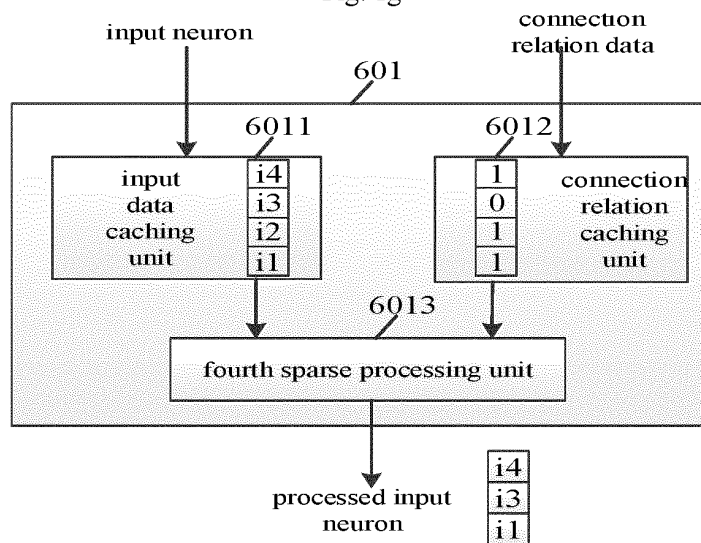 input neuron
connection
relation data
601
6011
6012
input
data
caching
unit
i4
i3
i2
i1
1
0
1
1
connection
relation
caching
unit
6013
fourth sparse processing unit
processed input
neuron
i4
i3
i1